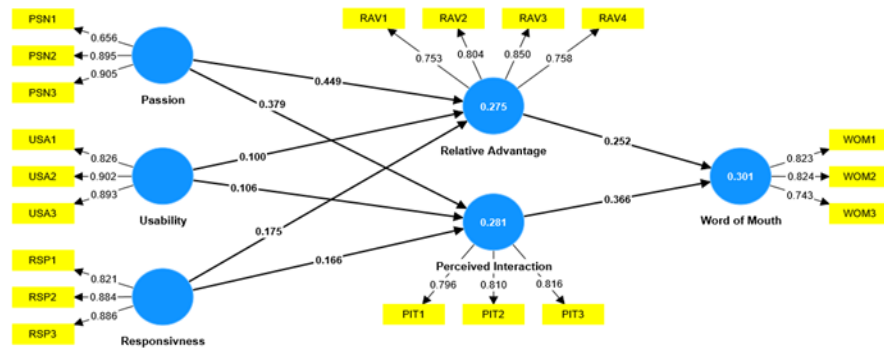 PSN1
PSN2
PSN3
0.656
0.895
0.905
Passion
USA1
USA2
USA3
0.826
0.902
0.893
Usability
RSP1
RSP2
RSP3
0.821
0.884
0.886
Responsivness
0.449
0.379
0.100
0.106
0.175
0.166
RAV1
RAV2
RAV3
RAV4
0.753
0.804
0.850
0.758
0.275
Relative Advantage
0.281
Perceived Interaction
0.796
0.810
0.816
PIT1
PIT2
PIT3
0.252
0.366
0.301
Word of Mouth
0.823
0.824
0.743
WOM1
WOM2
WOM3